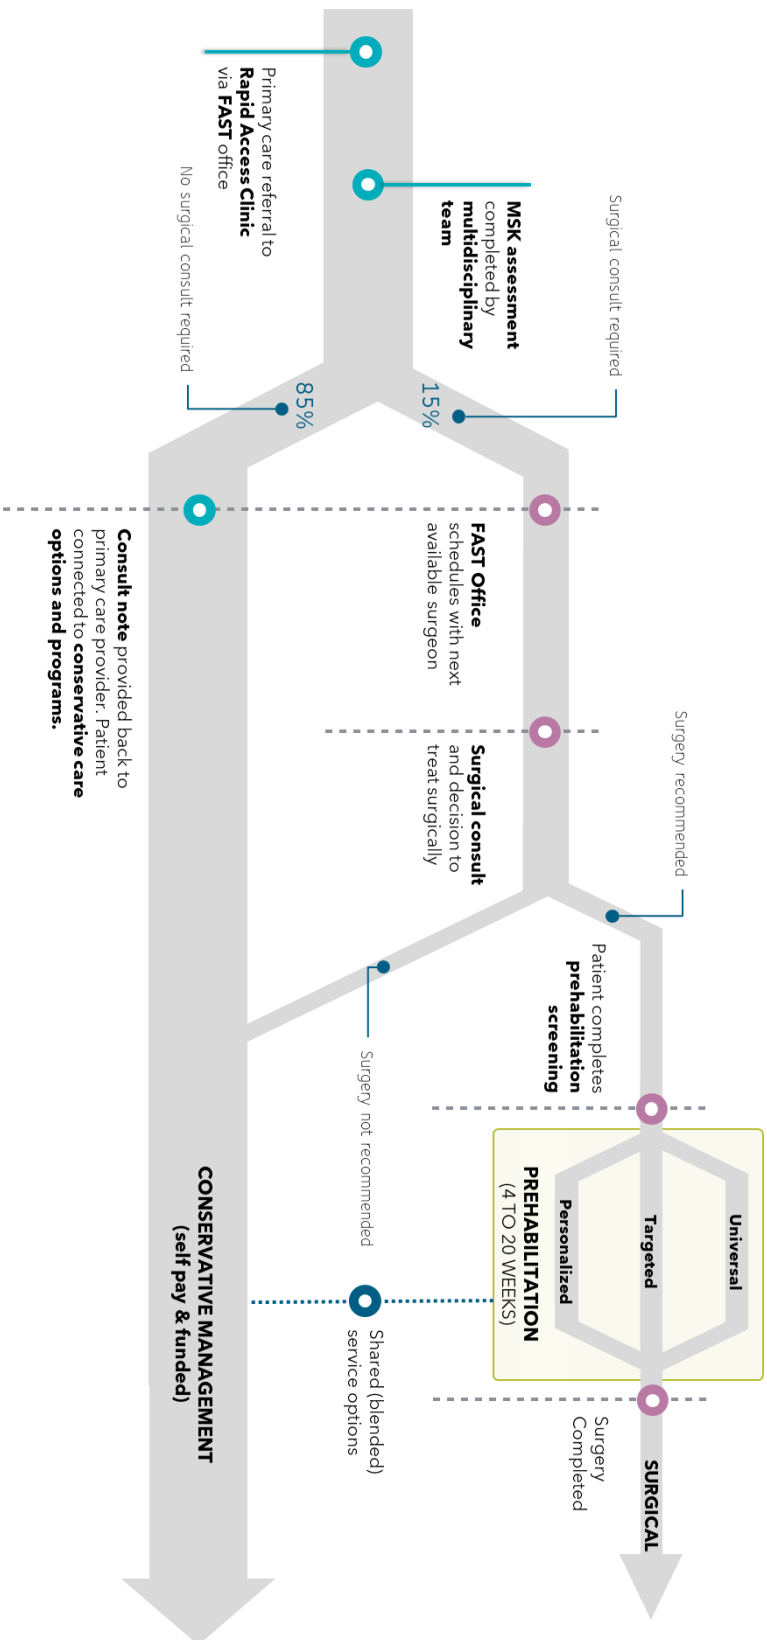 Primary care referral to
Rapid Access Clinic
via FAST office
MSK assessment
completed by
multidisciplinary
team
Surgical consult required
15%
No surgical consult required
85%
FAST Office
schedules with next
available surgeon
Consult note provided back to
primary care provider. Patient
connected to conservative care
options and programs.
Surgical consult
and decision to
treat surgically
Surgery recommended
Surgery not recommended
Patient completes
prehabilitation
screening
Universal
Targeted
Personalized
PREHABILITATION
(4 TO 20 WEEKS)
Shared (blended)
service options
Surgery
Completed
SURGICAL
CONSERVATIVE MANAGEMENT
(self pay & funded)